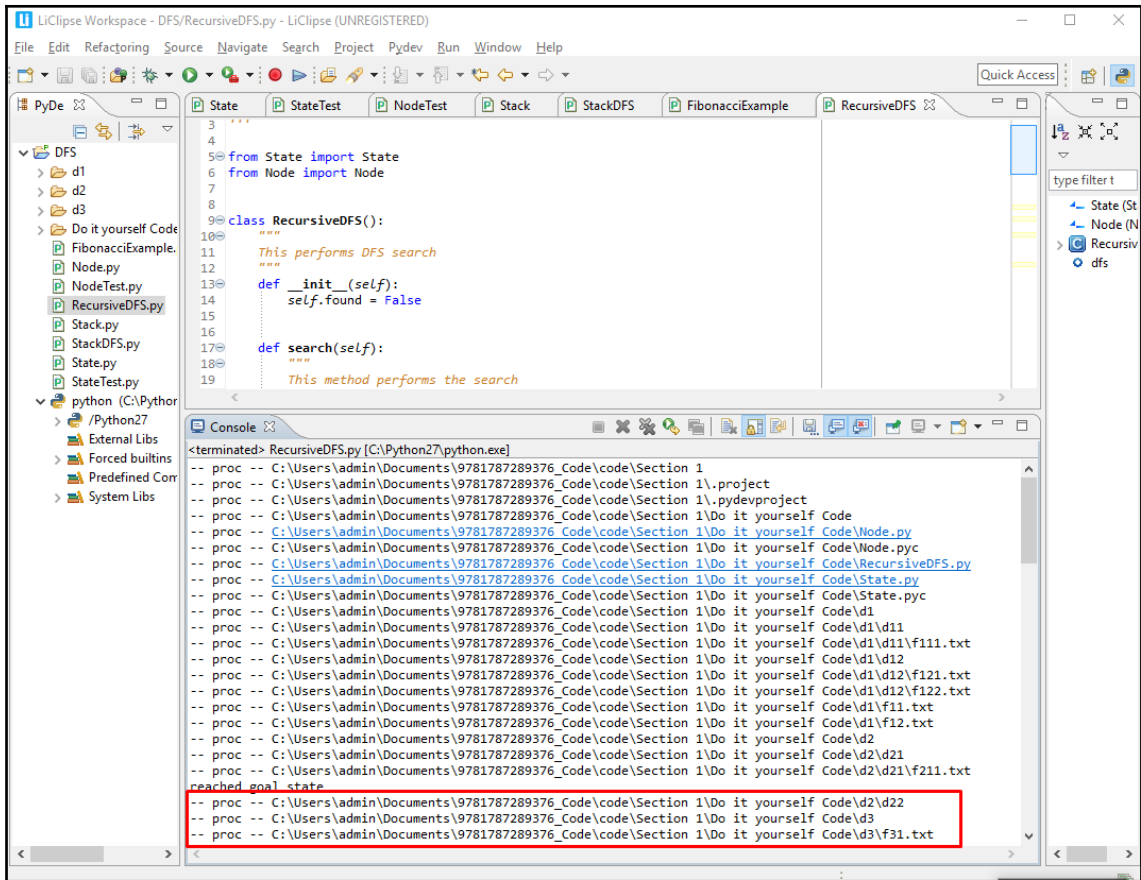 LiClipse Workspace - DFS/RecursiveDFS.py - LiClipse (UNREGISTERED)
File Edit Refactoring Source Navigate Search Project Pydev Run Window Help
Quick Access
PyDe
State StateTest NodeTest Stack StackDFS FibonacciExample RecursiveDFS
DFS
d1
d2
d3
Do it yourself Code
FibonacciExample.
Node.py
NodeTest.py
RecursiveDFS.py
Stack.py
StackDFS.py
State.py
StateTest.py
python (C:\Pythor
/Python27
External Libs
Forced builtins
Predefined Com
System Libs
3 '''
4
5 from State import State
6 from Node import Node
7
8
9 class RecursiveDFS():
10 """
11 This performs DFS search
12 """
13 def __init__(self):
14 self.found = False
15
16
17 def search(self):
18 """
19 This method performs the search
type filter t
State (St
Node (N
Recursiv
dfs
Console
<terminated> RecursiveDFS.py [C:\Python27\python.exe]
-- proc -- C:\Users\admin\Documents\9781787289376_Code\code\Section 1
-- proc -- C:\Users\admin\Documents\9781787289376_Code\code\Section 1\.project
-- proc -- C:\Users\admin\Documents\9781787289376_Code\code\Section 1\.pydevproject
-- proc -- C:\Users\admin\Documents\9781787289376_Code\code\Section 1\Do it yourself Code
-- proc -- C:\Users\admin\Documents\9781787289376_Code\code\Section 1\Do it yourself Code\Node.py
-- proc -- C:\Users\admin\Documents\9781787289376_Code\code\Section 1\Do it yourself Code\Node.pyc
-- proc -- C:\Users\admin\Documents\9781787289376_Code\code\Section 1\Do it yourself Code\RecursiveDFS.py
-- proc -- C:\Users\admin\Documents\9781787289376_Code\code\Section 1\Do it yourself Code\State.py
-- proc -- C:\Users\admin\Documents\9781787289376_Code\code\Section 1\Do it yourself Code\State.pyc
-- proc -- C:\Users\admin\Documents\9781787289376_Code\code\Section 1\Do it yourself Code\d1
-- proc -- C:\Users\admin\Documents\9781787289376_Code\code\Section 1\Do it yourself Code\d1\d11
-- proc -- C:\Users\admin\Documents\9781787289376_Code\code\Section 1\Do it yourself Code\d1\d11\f111.txt
-- proc -- C:\Users\admin\Documents\9781787289376_Code\code\Section 1\Do it yourself Code\d1\d12
-- proc -- C:\Users\admin\Documents\9781787289376_Code\code\Section 1\Do it yourself Code\d1\d12\f121.txt
-- proc -- C:\Users\admin\Documents\9781787289376_Code\code\Section 1\Do it yourself Code\d1\d12\f122.txt
-- proc -- C:\Users\admin\Documents\9781787289376_Code\code\Section 1\Do it yourself Code\d1\f11.txt
-- proc -- C:\Users\admin\Documents\9781787289376_Code\code\Section 1\Do it yourself Code\d1\f12.txt
-- proc -- C:\Users\admin\Documents\9781787289376_Code\code\Section 1\Do it yourself Code\d2
-- proc -- C:\Users\admin\Documents\9781787289376_Code\code\Section 1\Do it yourself Code\d2\d21
-- proc -- C:\Users\admin\Documents\9781787289376_Code\code\Section 1\Do it yourself Code\d2\d21\f211.txt
reached goal state
-- proc -- C:\Users\admin\Documents\9781787289376_Code\code\Section 1\Do it yourself Code\d2\d22
-- proc -- C:\Users\admin\Documents\9781787289376_Code\code\Section 1\Do it yourself Code\d3
-- proc -- C:\Users\admin\Documents\9781787289376_Code\code\Section 1\Do it yourself Code\d3\f31.txt